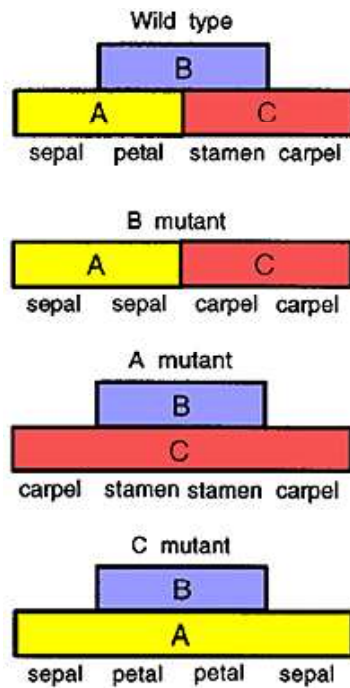 Wild type
B
A C
sepal petal stamen carpel
B mutant
A C
sepal sepal carpel carpel
A mutant
B
C
carpel stamen stamen carpel
C mutant
B
A
sepal petal petal sepal